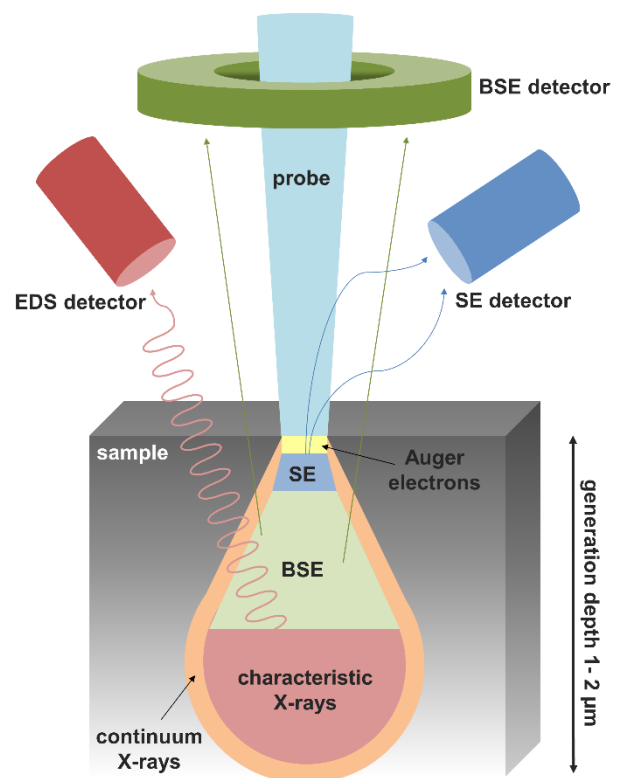 BSE detector
probe
EDS detector
SE detector
sample
Auger
electrons
SE
BSE
generation depth 1- 2 µm
characteristic
X-rays
continuum
X-rays